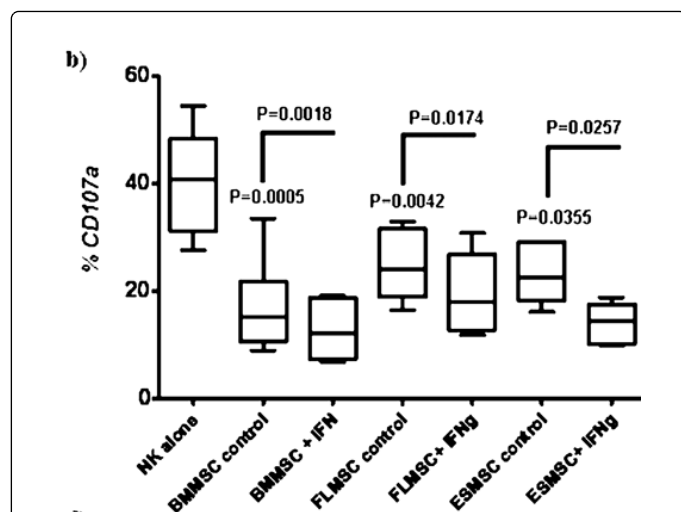 b)
60
P=0.0018
P=0.0174
P=0.0257
40
P=0.0005
P=0.0042
P=0.0355
% CD107a
20
0
NK alone
BMMSC control
BMMSC + IFN
FLMSC control
FLMSC+ IFNg
ESMSC control
ESMSC+ IFNg